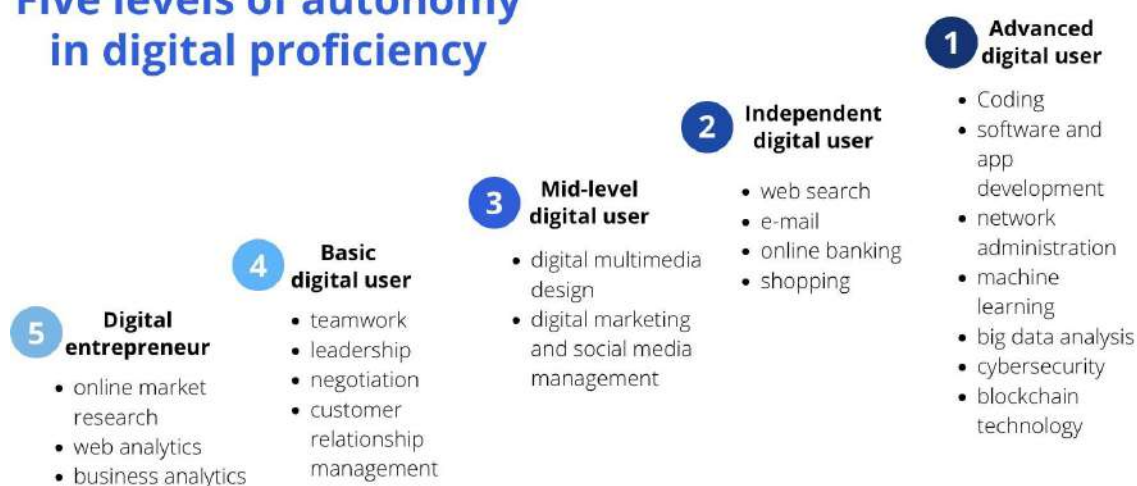 Five levels of autonomy
in digital proficiency
1
Advanced
digital user
• Coding
• software and
app
development
• network
administration
• machine
learning
• big data analysis
• cybersecurity
• blockchain
technology
2
Independent
digital user
• web search
• e-mail
• online banking
• shopping
3
Mid-level
digital user
• digital multimedia
design
• digital marketing
and social media
management
4
Basic
digital user
• teamwork
• leadership
• negotiation
• customer
relationship
management
5
Digital
entrepreneur
• online market
research
• web analytics
• business analytics